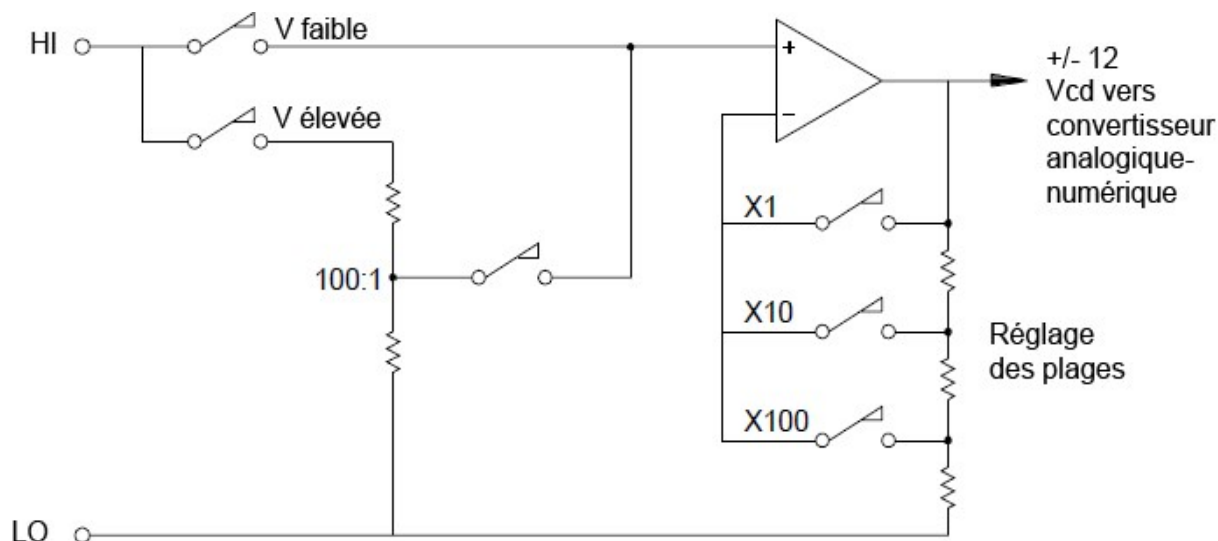 HI
V faible
+
+/- 12
Vcd vers
convertisseur
analogique-
numérique
V élevée
−
X1
100:1
X10
Réglage
des plages
X100
LO